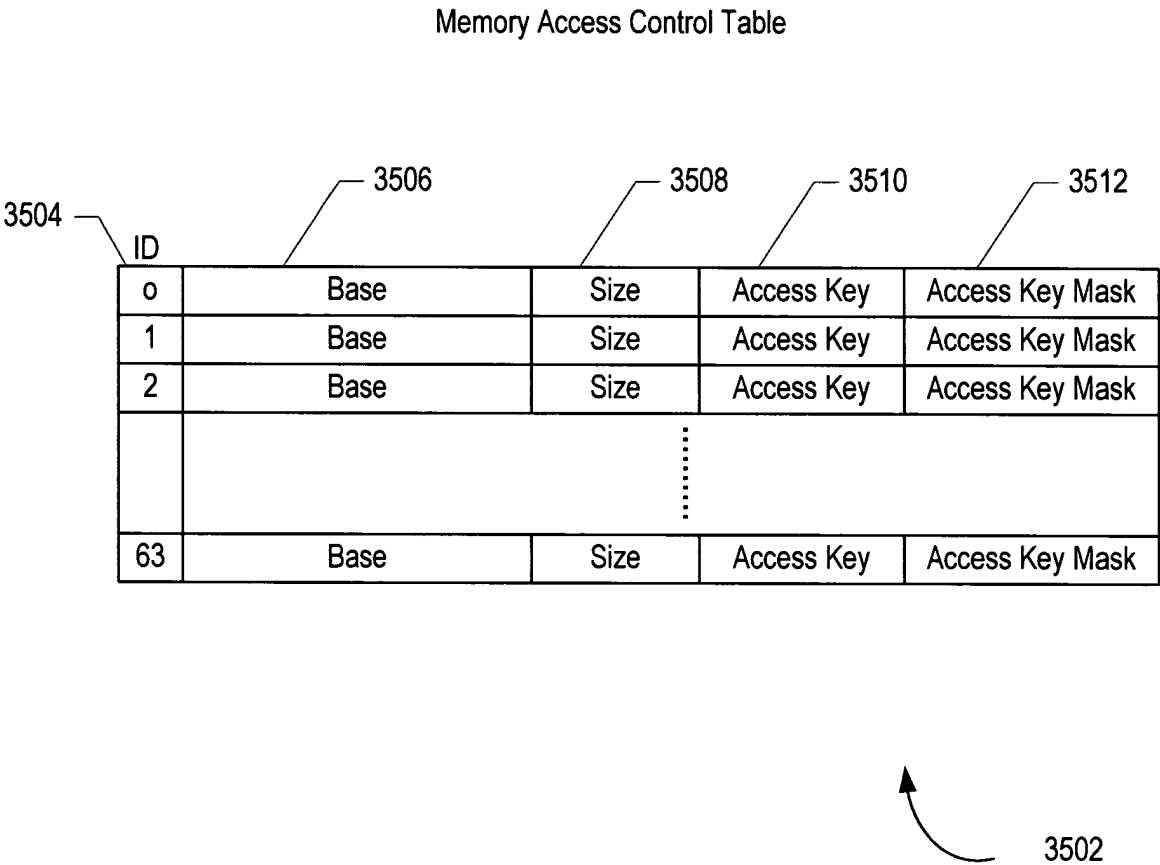 Memory Access Control Table
3506 3508 3510 3512
3504
ID
o Base Size Access Key Access Key Mask
1 Base Size Access Key Access Key Mask
2 Base Size Access Key Access Key Mask
63 Base Size Access Key Access Key Mask
3502